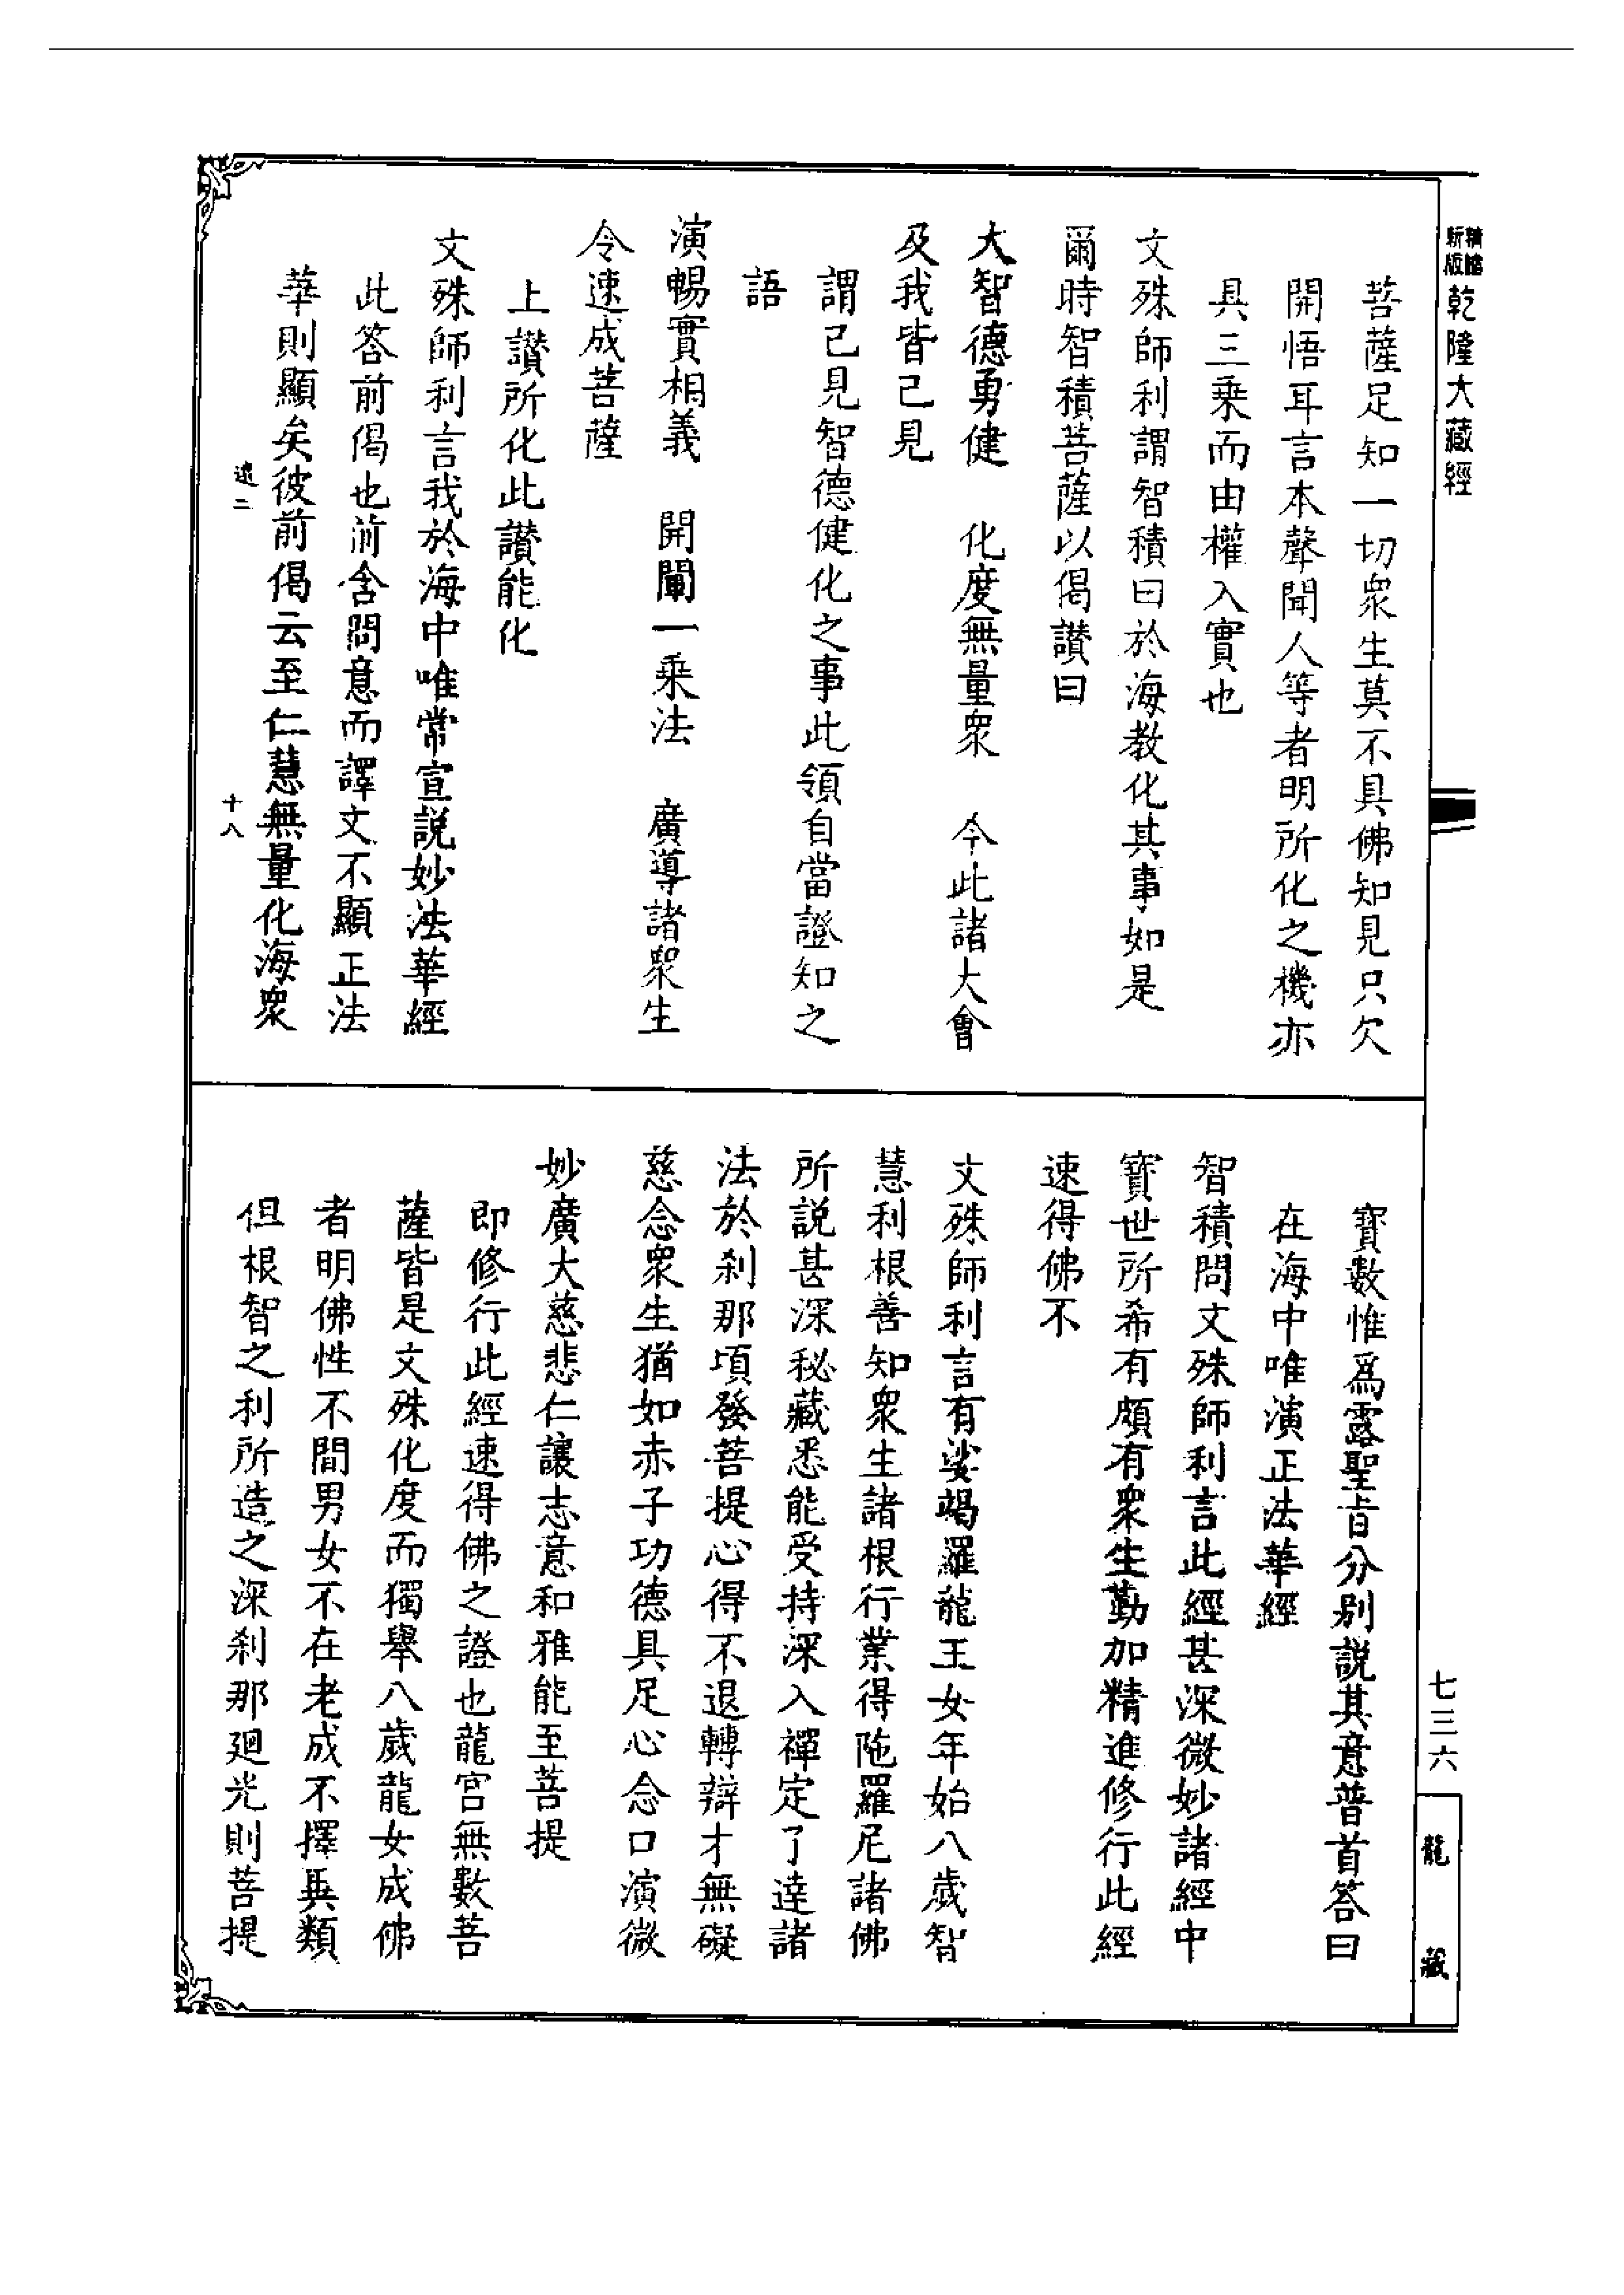 精縮
新版
乾隆大藏經
菩薩足知一切衆生莫不具佛知見只欠
開悟耳言本聲聞人等者明所化之機亦
具三乘而由權入實也
文殊師利謂智積曰於海教化其事如是
爾時智積菩薩以偈讃曰
大智德勇健　化度無量衆　今此諸大會
及我皆已見
謂已見智德健化之事此領自當證知之
語
演暢實相義　開闡一乘法　廣導諸衆生
令速成菩薩
上讃所化此讃能化
文殊師利言我於海中唯常宣説妙法華經
此答前偈也前含問意而譯文不顯正法
華則顯矣彼前偈云至仁慧無量化海衆
遠二
十八
寶數惟爲露聖旨分别説其意普首答曰
在海中唯演正法華經
智積問文殊師利言此經甚深微妙諸經中
寳世所希有頗有衆生勤加精進修行此經
速得佛不
文殊師利言有娑竭羅龍王女年始八歲智
慧利根善知衆生諸根行業得陁羅尼諸佛
所説甚深秘藏悉能受持深入禪定了達諸
法於刹那頃發菩提心得不退轉辯才無礙
慈念衆生猶如赤子功德具足心念口演微
妙廣大慈悲仁讓志意和雅能至菩提
即修行此經速得佛之證也龍宮無數菩
薩皆是文殊化度而獨舉八歲龍女成佛
者明佛性不間男女不在老成不擇異類
但根智之利所造之深刹那廻光則菩提
七三六
龍藏